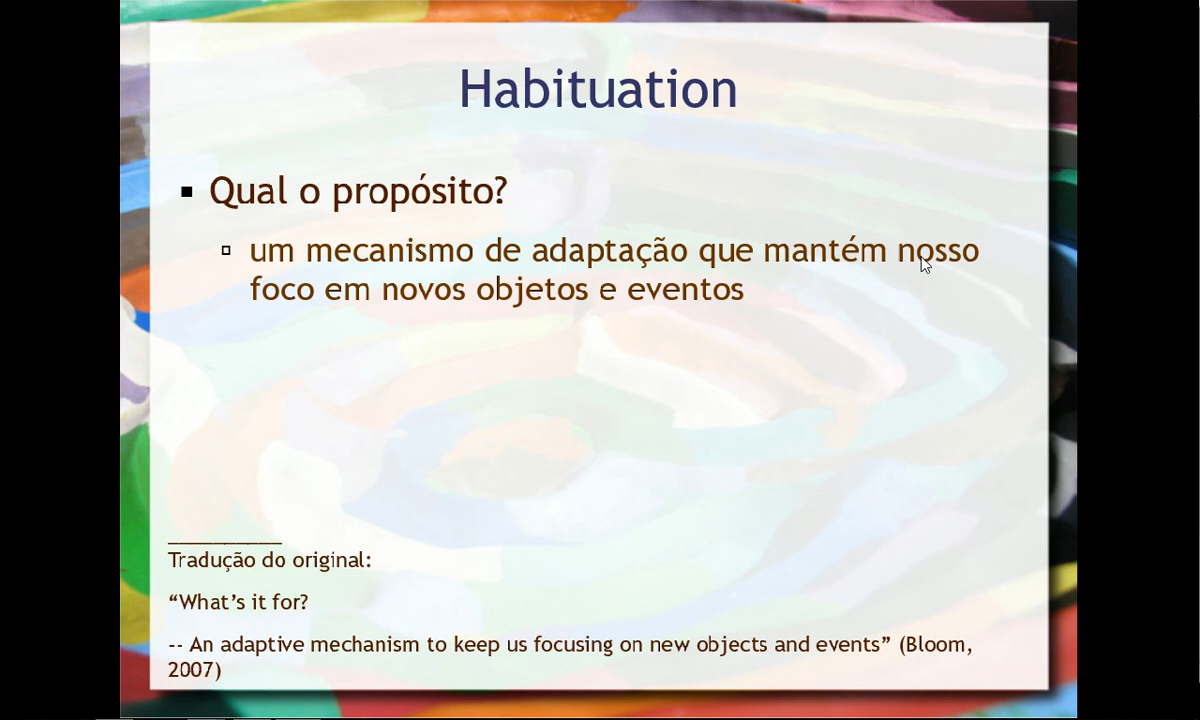 Habituation
Qual o propósito?
um mecanismo de adaptação que mantém nosso
foco em novos objetos e eventos
__________
Tradução do original:
“What’s it for?
-- An adaptive mechanism to keep us focusing on new objects and events” (Bloom,
2007)